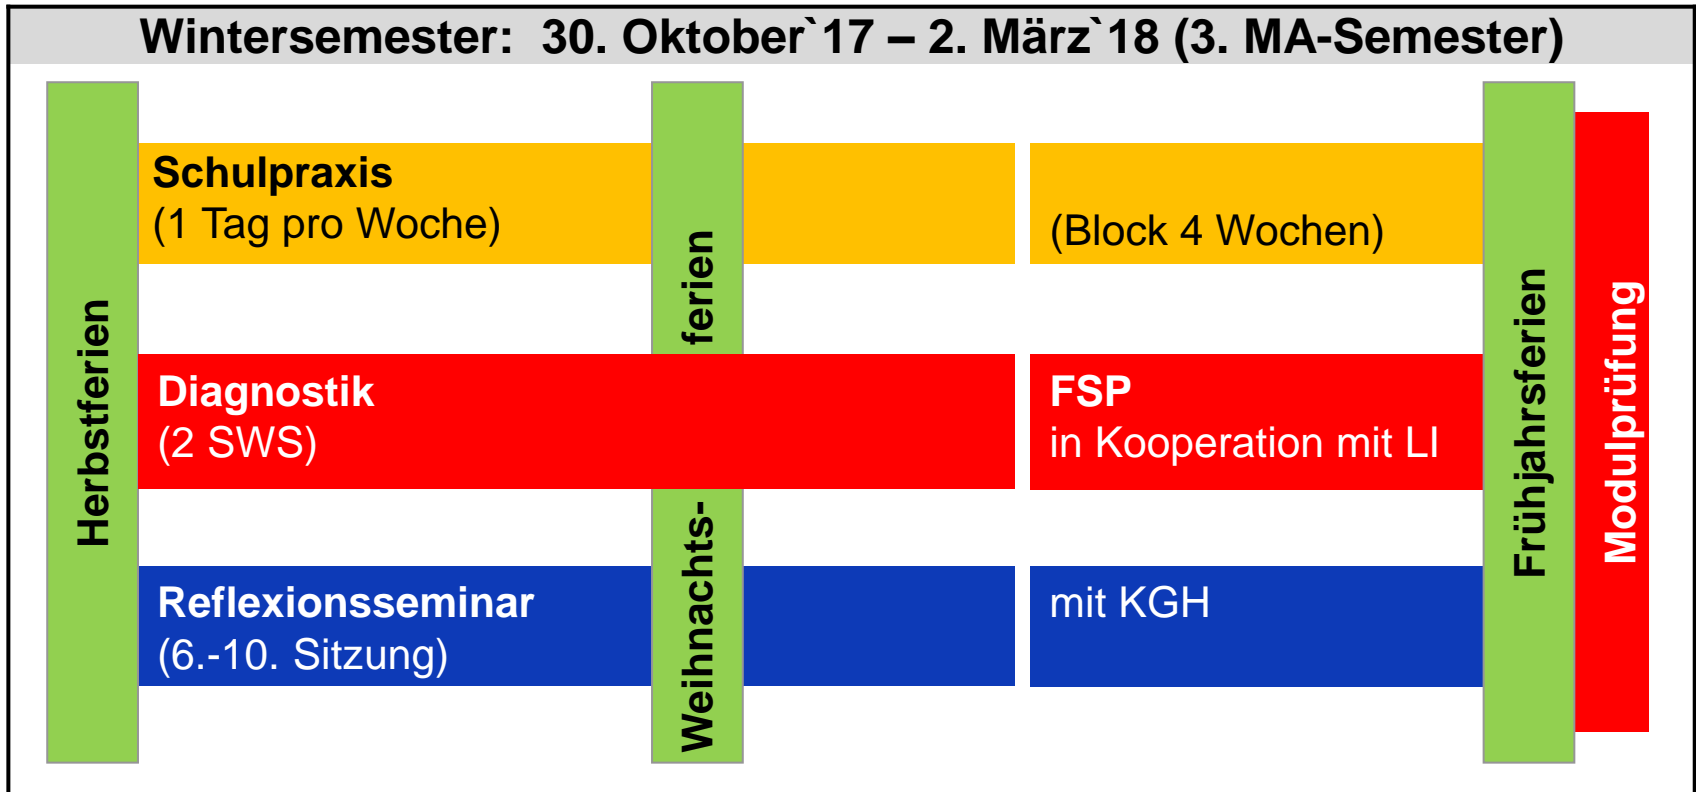 Wintersemester: 30. Oktober`17 – 2. März`18 (3. MA-Semester)
Herbstferien
Schulpraxis
(1 Tag pro Woche)
(Block 4 Wochen)
Diagnostik
(2 SWS)
FSP
in Kooperation mit LI
Reflexionsseminar
(6.-10. Sitzung)
mit KGH
Weihnachts- ferien
Frühjahrsferien
Modulprüfung